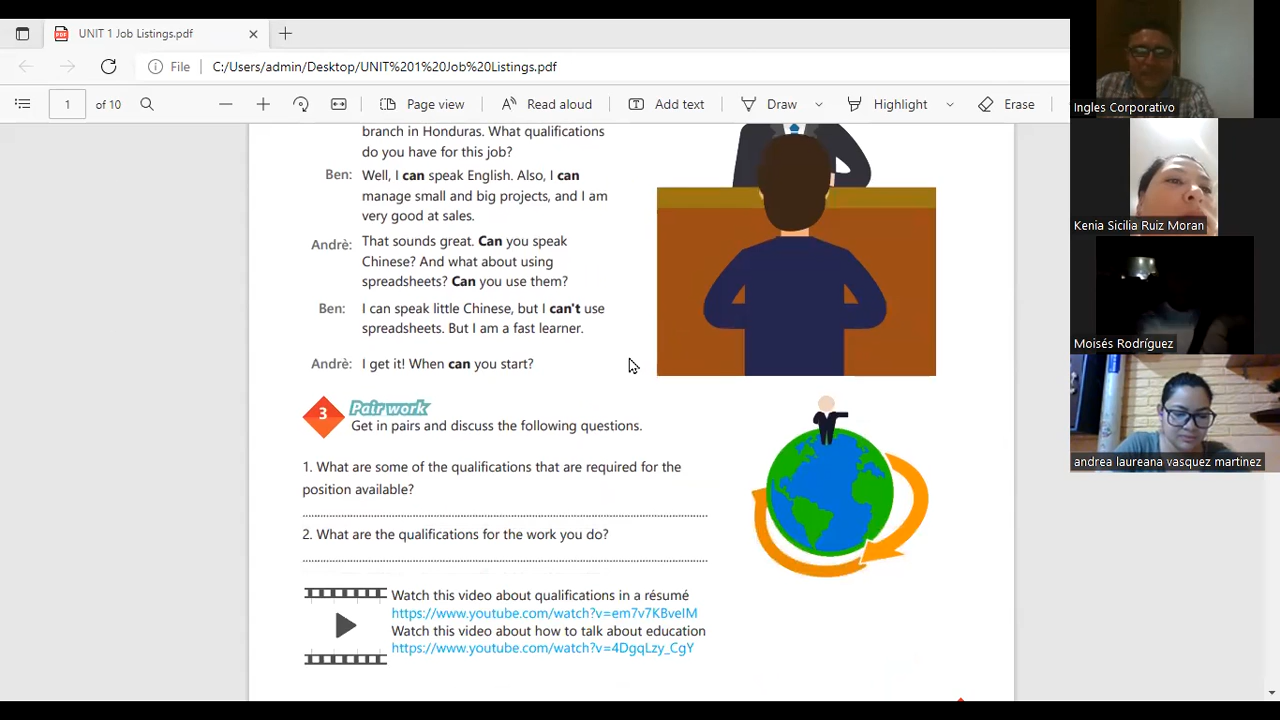 UNIT 1 Job Listings.pdf
File C:/Users/admin/Desktop/UNIT%201%20Job%20Listings.pdf
1 of 10 Page view Read aloud Add text Draw Highlight Erase
Ingles Corporativo
Kenia Sicilia Ruiz Moran
Moisés Rodríguez
andrea laureana vasquez martinez
branch in Honduras. What qualifications
do you have for this job?
Ben: Well, I can speak English. Also, I can
manage small and big projects, and I am
very good at sales.
Andrè: That sounds great. Can you speak
Chinese? And what about using
spreadsheets? Can you use them?
Ben: I can speak little Chinese, but I can't use
spreadsheets. But I am a fast learner.
Andrè: I get it! When can you start?
3 Pair work
Get in pairs and discuss the following questions.
1. What are some of the qualifications that are required for the
position available?
2. What are the qualifications for the work you do?
Watch this video about qualifications in a résumé
https://www.youtube.com/watch?v=em7v7KBveIM
Watch this video about how to talk about education
https://www.youtube.com/watch?v=4DgqLzy_CgY